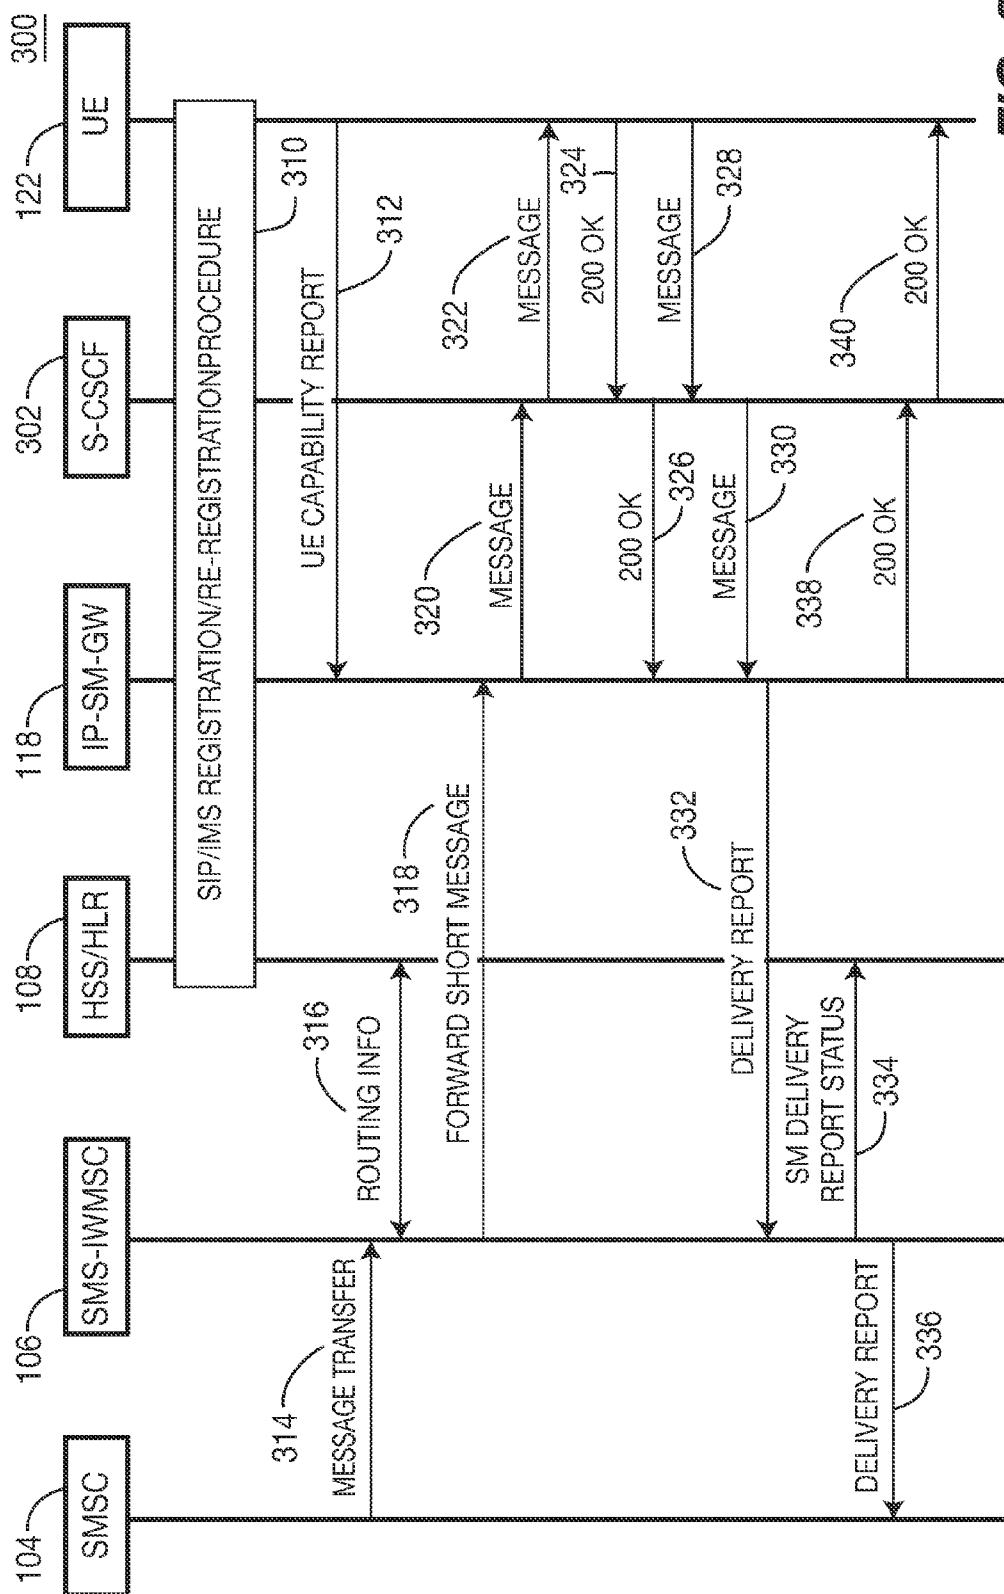 300
104
106
108
118
302
122
SMSC
SMS-IWMSC
HSS/HLR
IP-SM-GW
S-CSCF
UE
SIP/IMS REGISTRATION/RE-REGISTRATIONPROCEDURE
310
UE CAPABILITY REPORT
312
314
MESSAGE TRANSFER
316
ROUTING INFO
318
FORWARD SHORT MESSAGE
320
MESSAGE
322
MESSAGE
324
200 OK
200 OK
326
MESSAGE
328
MESSAGE
330
332
DELIVERY REPORT
SM DELIVERY
REPORT STATUS
334
DELIVERY REPORT
336
338
200 OK
340
200 OK